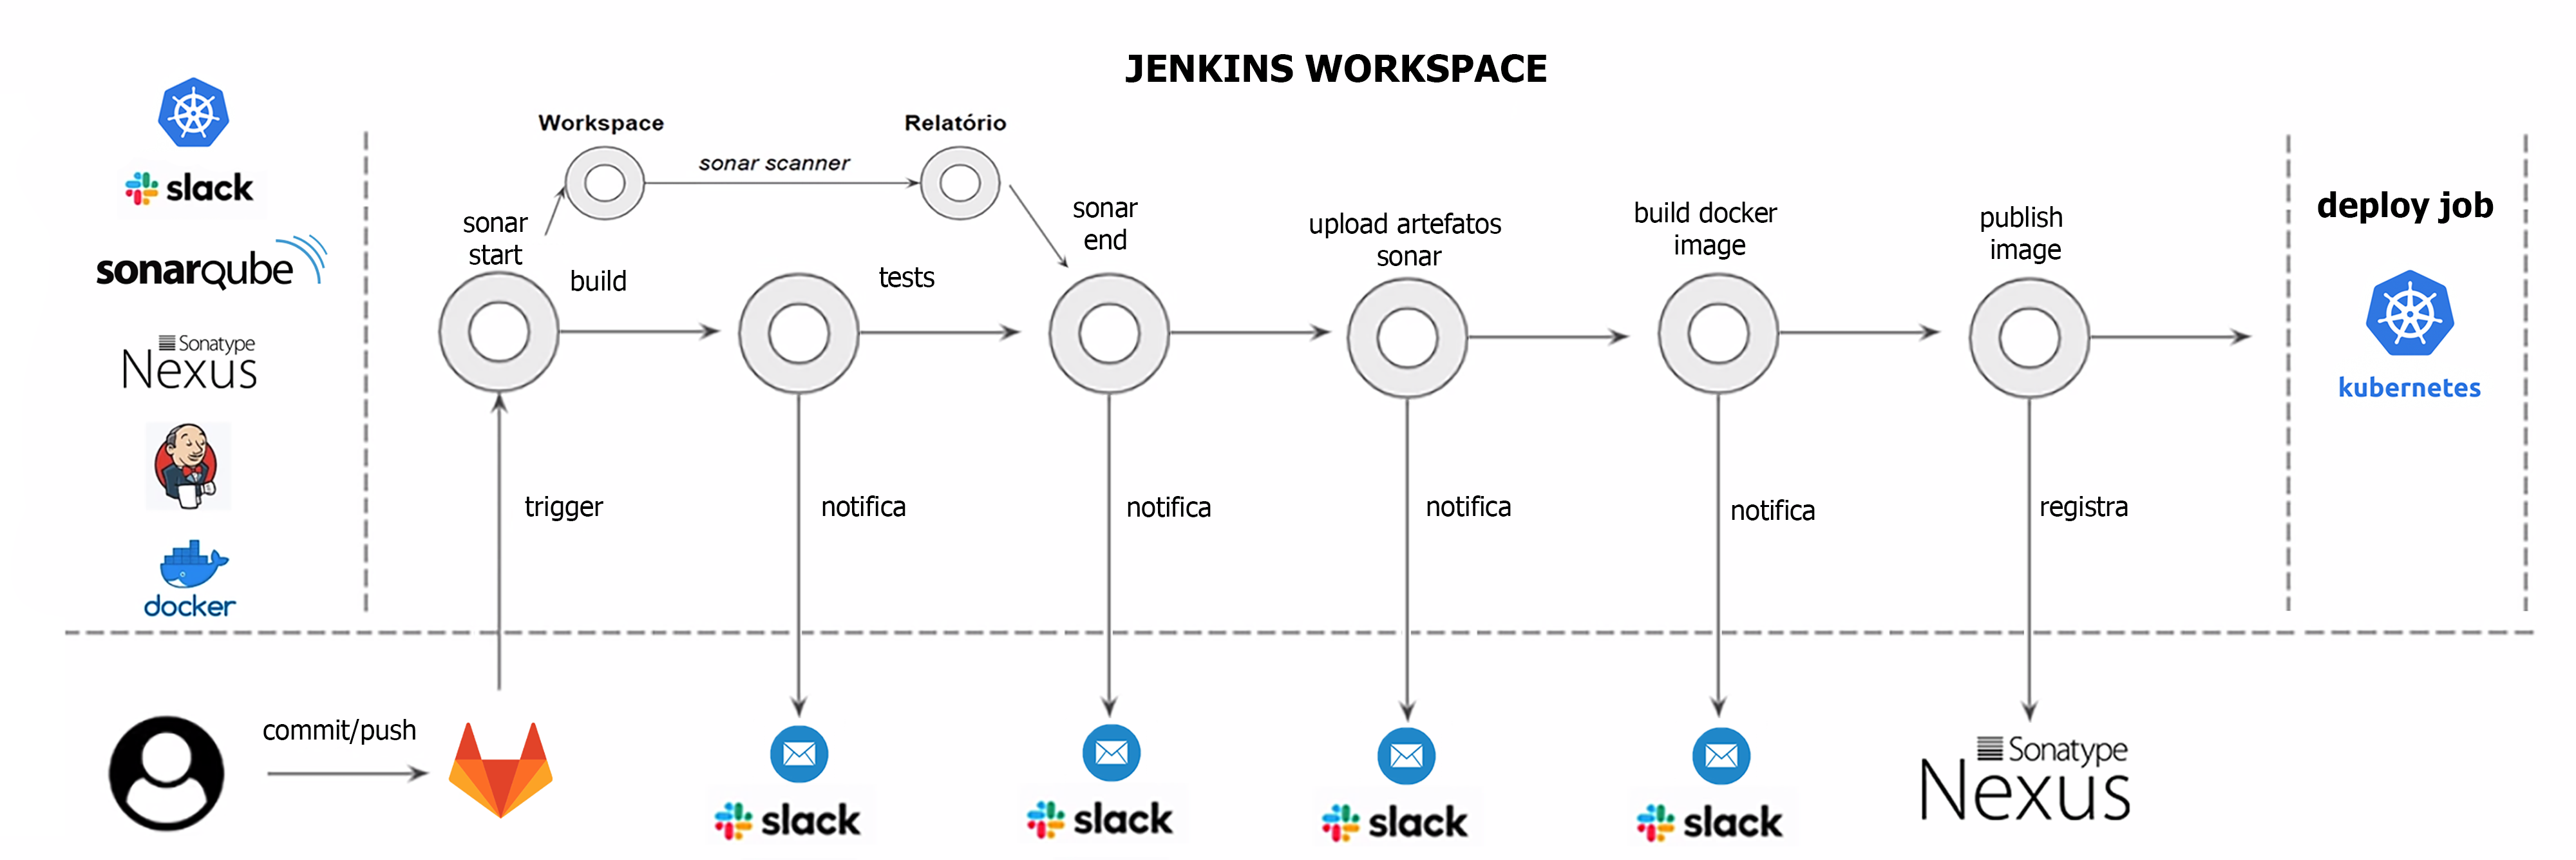 JENKINS WORKSPACE
Workspace
Relatório
sonar scanner
slack
sonar
start
sonar
end
upload artefatos
sonar
build docker
image
publish
image
deploy job
sonarqube
build
tests
Sonatype
Nexus
kubernetes
trigger
notifica
notifica
notifica
notifica
registra
docker
commit/push
Sonatype
Nexus
slack
slack
slack
slack